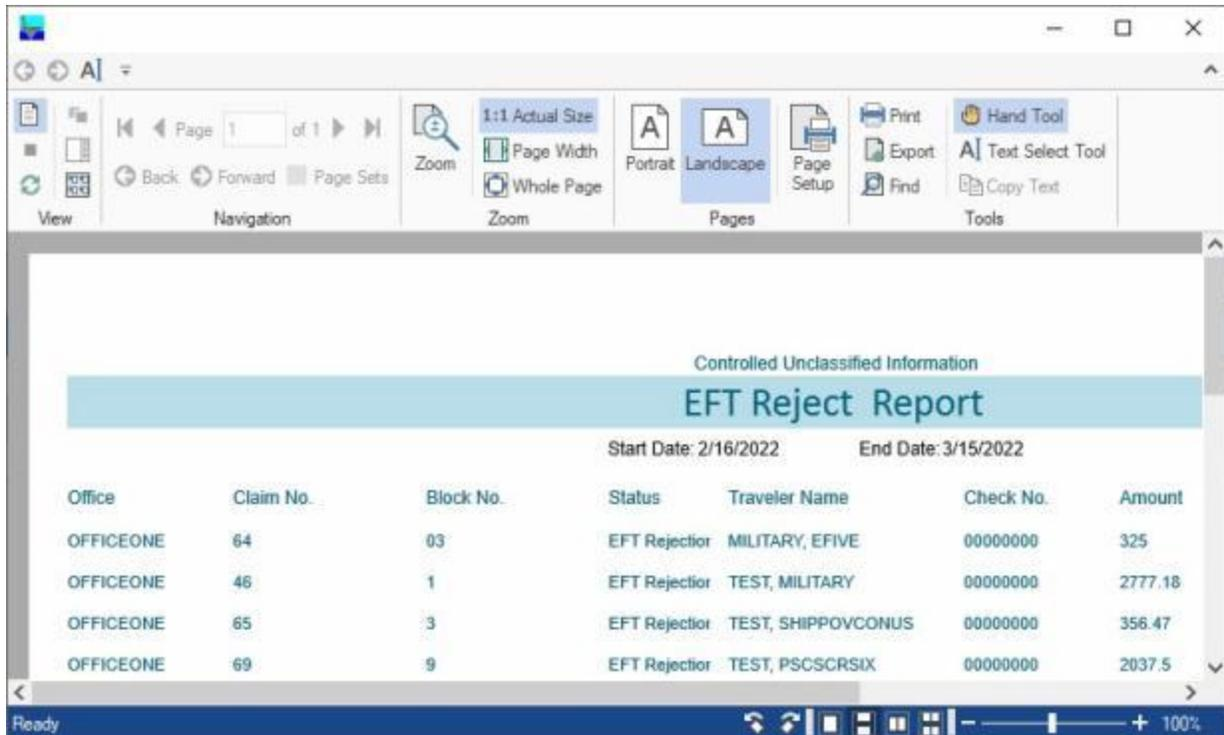 A|
1:1 Actual Size
Page 1 of 1
Zoom
Page Width
Portrait Landscape
Page Setup
Print
Hand Tool
Export
A| Text Select Tool
Back Forward Page Sets
Whole Page
Find
Copy Text
View
Navigation
Zoom
Pages
Tools
Controlled Unclassified Information
EFT Reject Report
Start Date: 2/16/2022 End Date: 3/15/2022
Office Claim No. Block No. Status Traveler Name Check No. Amount
OFFICEONE 64 03 EFT Rejection MILITARY, EFIVE 00000000 325
OFFICEONE 46 1 EFT Rejection TEST, MILITARY 00000000 2777.18
OFFICEONE 65 3 EFT Rejection TEST, SHIPPOVCONUS 00000000 356.47
OFFICEONE 69 9 EFT Rejection TEST, PSCSCRSIX 00000000 2037.5
Ready 100%